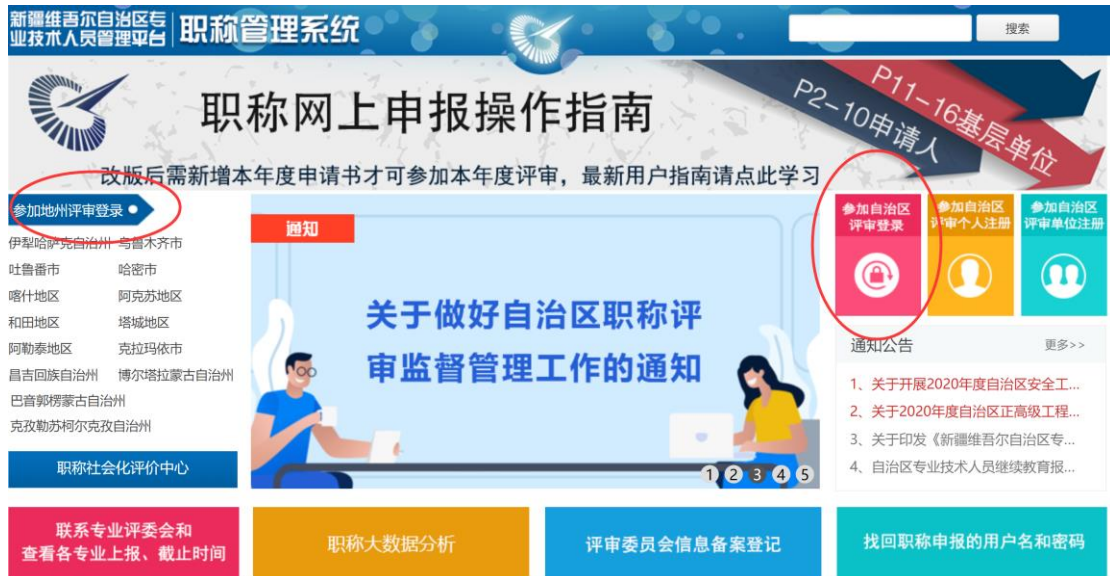 新疆维吾尔自治区专
业技术人员管理平台
职称管理系统
搜索
职称网上申报操作指南
改版后需新增本年度申请书才可参加本年度评审，最新用户指南请点此学习
P2-10申请人
P11-16基层单位
参加地州评审登录
伊犁哈萨克自治州 乌鲁木齐市
吐鲁番市 哈密市
喀什地区 阿克苏地区
和田地区 塔城地区
阿勒泰地区 克拉玛依市
昌吉回族自治州 博尔塔拉蒙古自治州
巴音郭楞蒙古自治州
克孜勒苏柯尔克孜自治州
职称社会化评价中心
通知
关于做好自治区职称评
审监督管理工作的通知
1 2 3 4 5
参加自治区
评审登录
参加自治区
评审个人注册
参加自治区
评审单位注册
通知公告 更多>>
1、关于开展2020年度自治区安全工...
2、关于2020年度自治区正高级工程...
3、关于印发《新疆维吾尔自治区专...
4、自治区专业技术人员继续教育报...
联系专业评委会和
查看各专业上报、截止时间
职称大数据分析
评审委员会信息备案登记
找回职称申报的用户名和密码